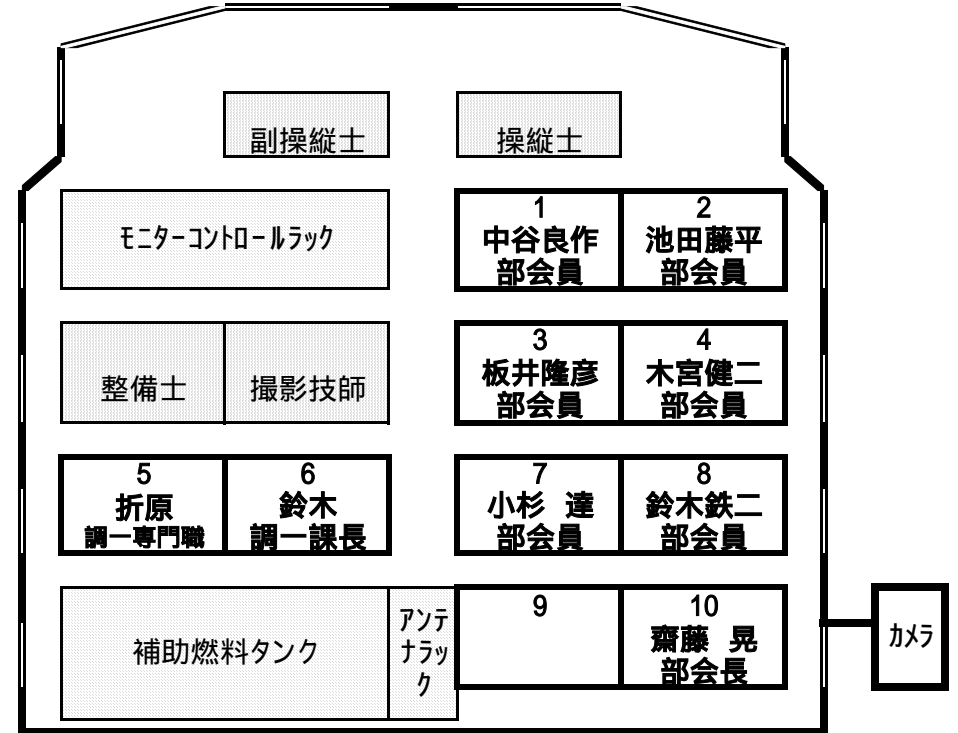 副操縦士
操縦士
ﾓﾆﾀｰｺﾝﾄﾛｰﾙﾗｯｸ
1
中谷良作
部会員
2
池田藤平
部会員
整備士
撮影技師
3
板井隆彦
部会員
4
木宮健二
部会員
5
折原
調一専門職
6
鈴木
調一課長
7
小杉　達
部会員
8
鈴木鉄二
部会員
補助燃料タンク
アンテ
ナラッ
ク
9
10
齋藤　晃
部会長
ｶﾒﾗ